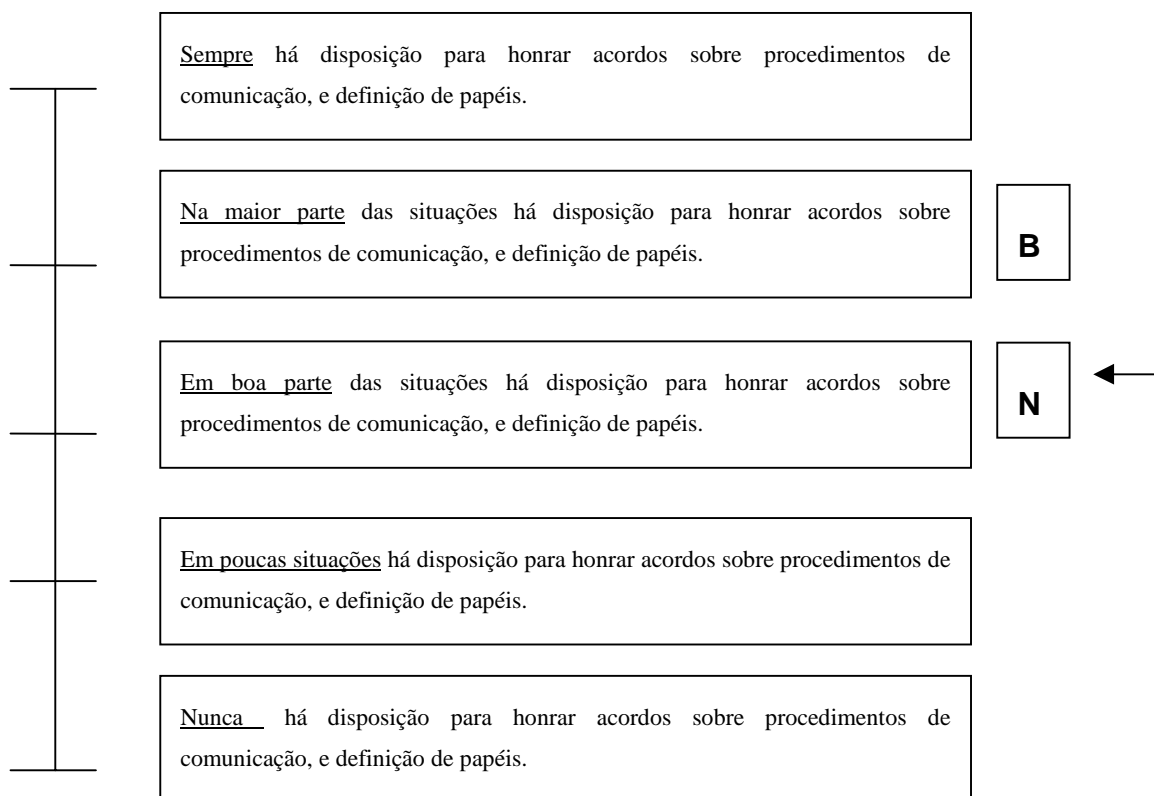 Sempre há disposição para honrar acordos sobre procedimentos de
comunicação, e definição de papéis.
Na maior parte das situações há disposição para honrar acordos sobre
procedimentos de comunicação, e definição de papéis.
B
Em boa parte das situações há disposição para honrar acordos sobre
procedimentos de comunicação, e definição de papéis.
N
Em poucas situações há disposição para honrar acordos sobre procedimentos de
comunicação, e definição de papéis.
Nunca há disposição para honrar acordos sobre procedimentos de
comunicação, e definição de papéis.